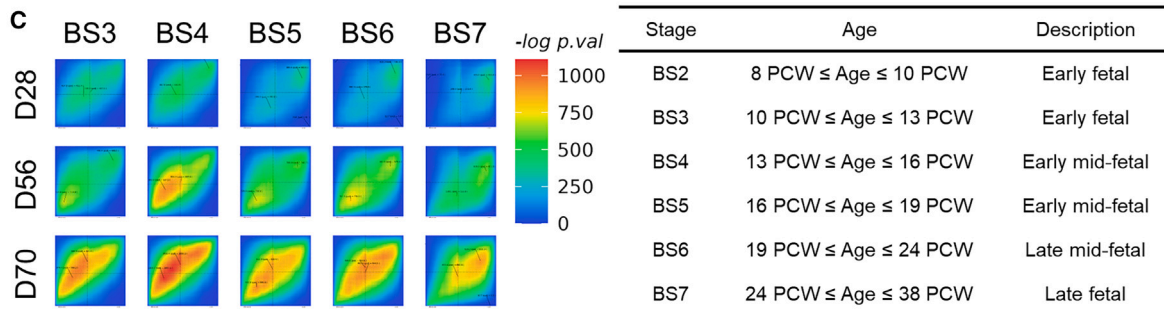 C
BS3 BS4 BS5 BS6 BS7
-log p.val
D28
D56
D70
1000
750
500
250
0
Stage Age Description
BS2 8 PCW ≤ Age ≤ 10 PCW Early fetal
BS3 10 PCW ≤ Age ≤ 13 PCW Early fetal
BS4 13 PCW ≤ Age ≤ 16 PCW Early mid-fetal
BS5 16 PCW ≤ Age ≤ 19 PCW Early mid-fetal
BS6 19 PCW ≤ Age ≤ 24 PCW Late mid-fetal
BS7 24 PCW ≤ Age ≤ 38 PCW Late fetal